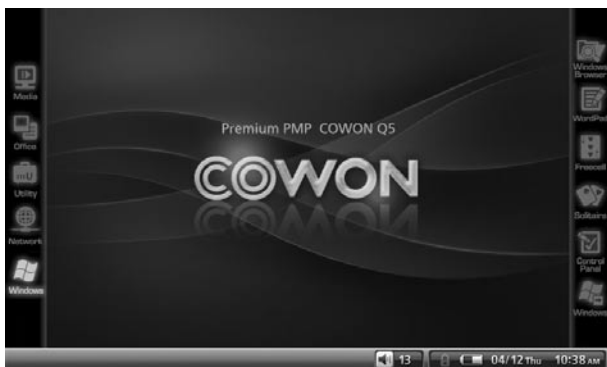 Media
Office
mU
Utility
Network
Windows
Premium PMP COWON Q5
COWON
Windows
Browser
WordPad
Freecell
Solitaire
Control
Panel
Windows
13
04/12 Thu 10:38 AM